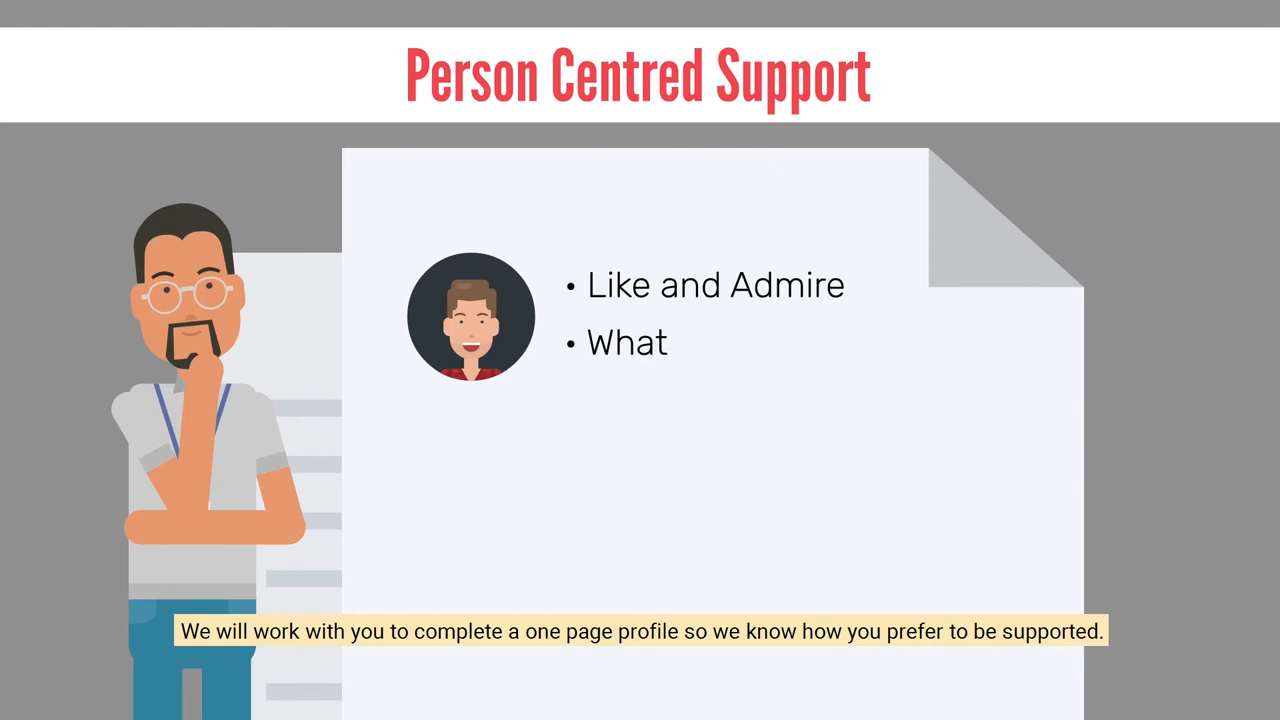 Person Centred Support
• Like and Admire
• What
We will work with you to complete a one page profile so we know how you prefer to be supported.